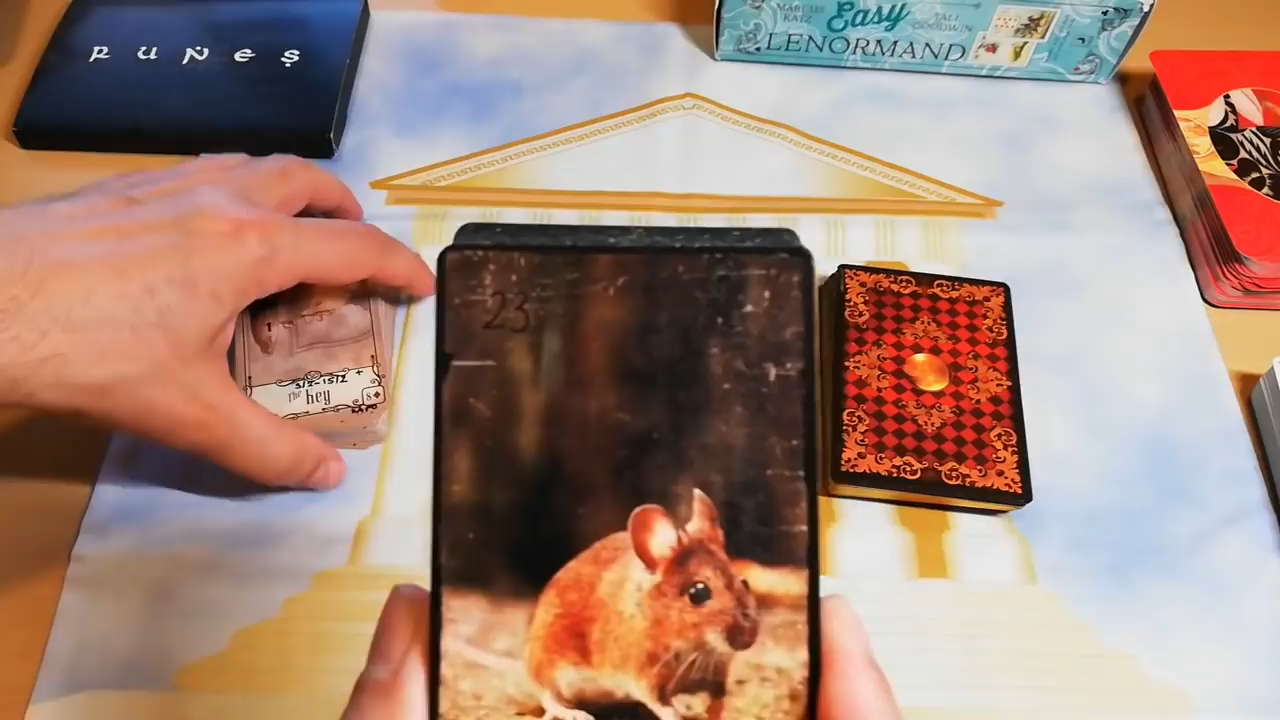 RUNES
MARCUS
KATZ
Easy
TALI
GOODWIN
LENORMAND
23
The Key
8